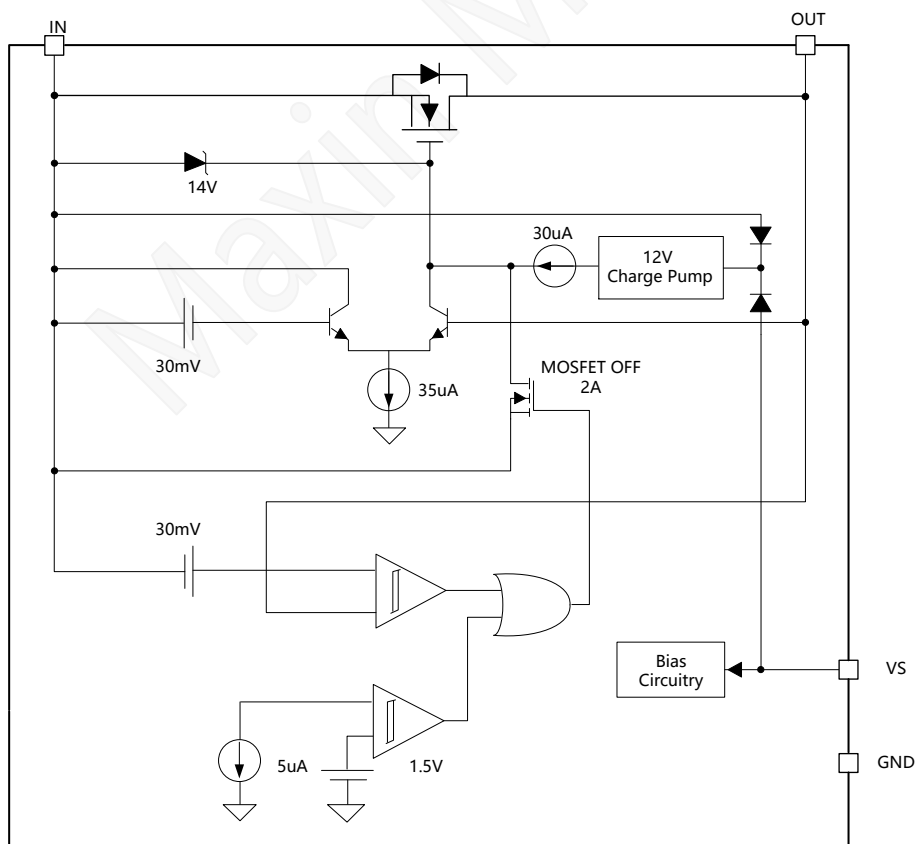 IN
OUT
14V
30uA
12V
Charge Pump
30mV
35uA
MOSFET OFF
2A
30mV
Bias
Circuitry
VS
5uA
1.5V
GND
Maxin M